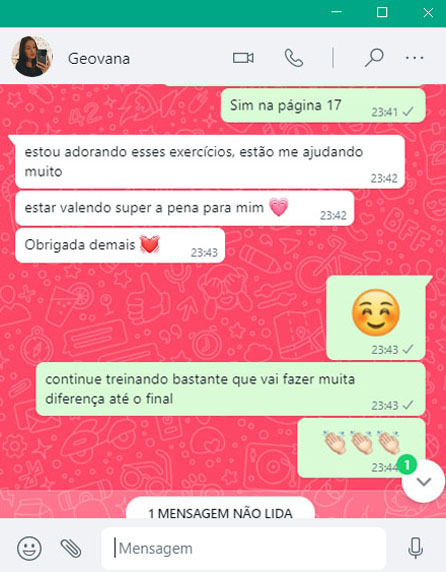 Geovana
Sim na página 17
23:41
estou adorando esses exercícios, estão me ajudando
muito
23:42
estar valendo super a pena para mim 💗
23:42
Obrigada demais 💓
23:43
😊
23:43
continue treinando bastante que vai fazer muita
diferença até o final
23:43
👏🏻👏🏻👏🏻
23:44
1
1 MENSAGEM NÃO LIDA
Mensagem